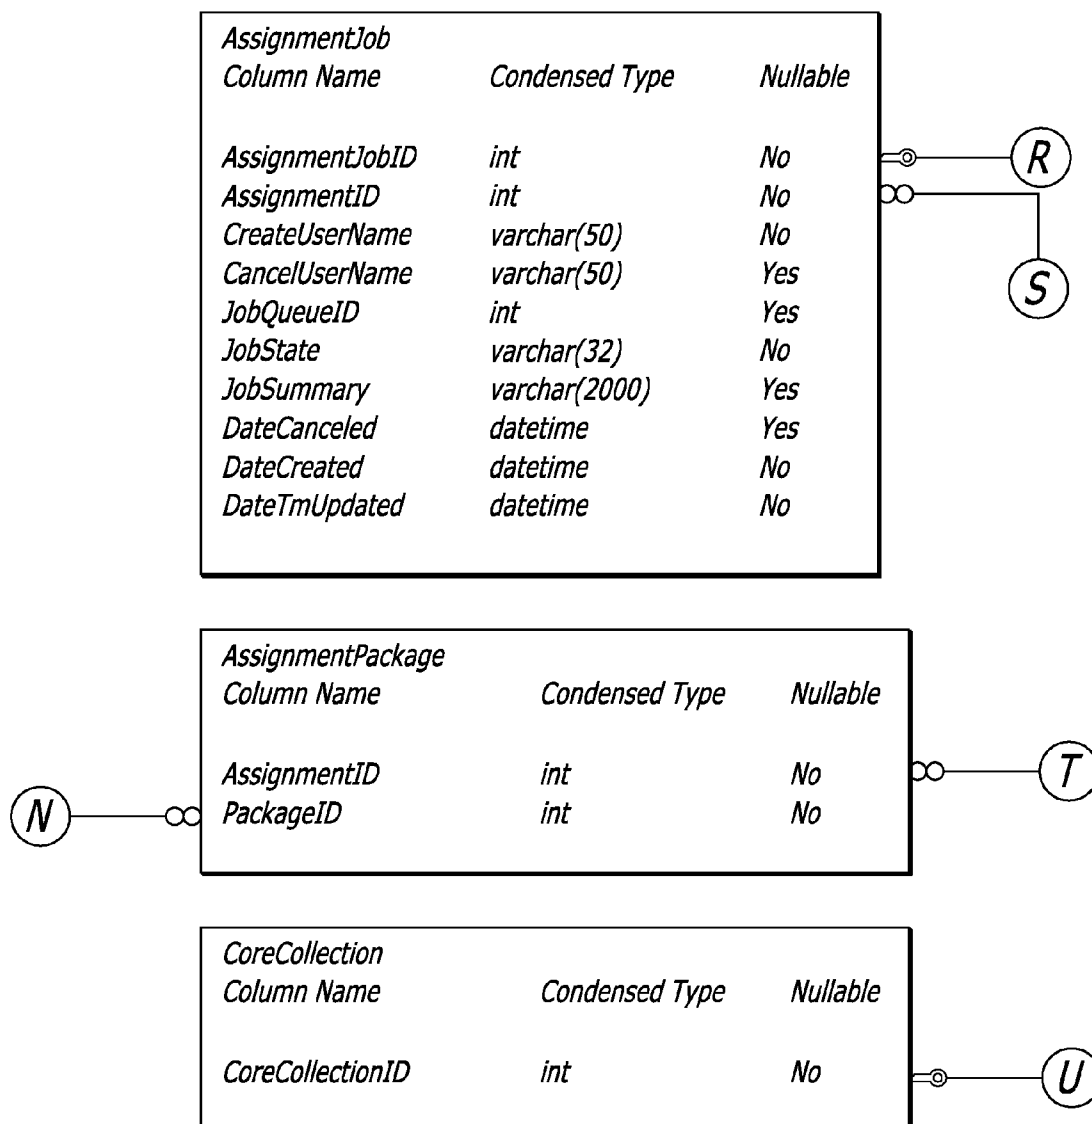 AssignmentJob
Column Name Condensed Type Nullable
AssignmentJobID int No
AssignmentID int No
CreateUserName varchar(50) No
CancelUserName varchar(50) Yes
JobQueueID int Yes
JobState varchar(32) No
JobSummary varchar(2000) Yes
DateCanceled datetime Yes
DateCreated datetime No
DateTmUpdated datetime No
R
S
AssignmentPackage
Column Name Condensed Type Nullable
AssignmentID int No
PackageID int No
T
N
CoreCollection
Column Name Condensed Type Nullable
CoreCollectionID int No
U